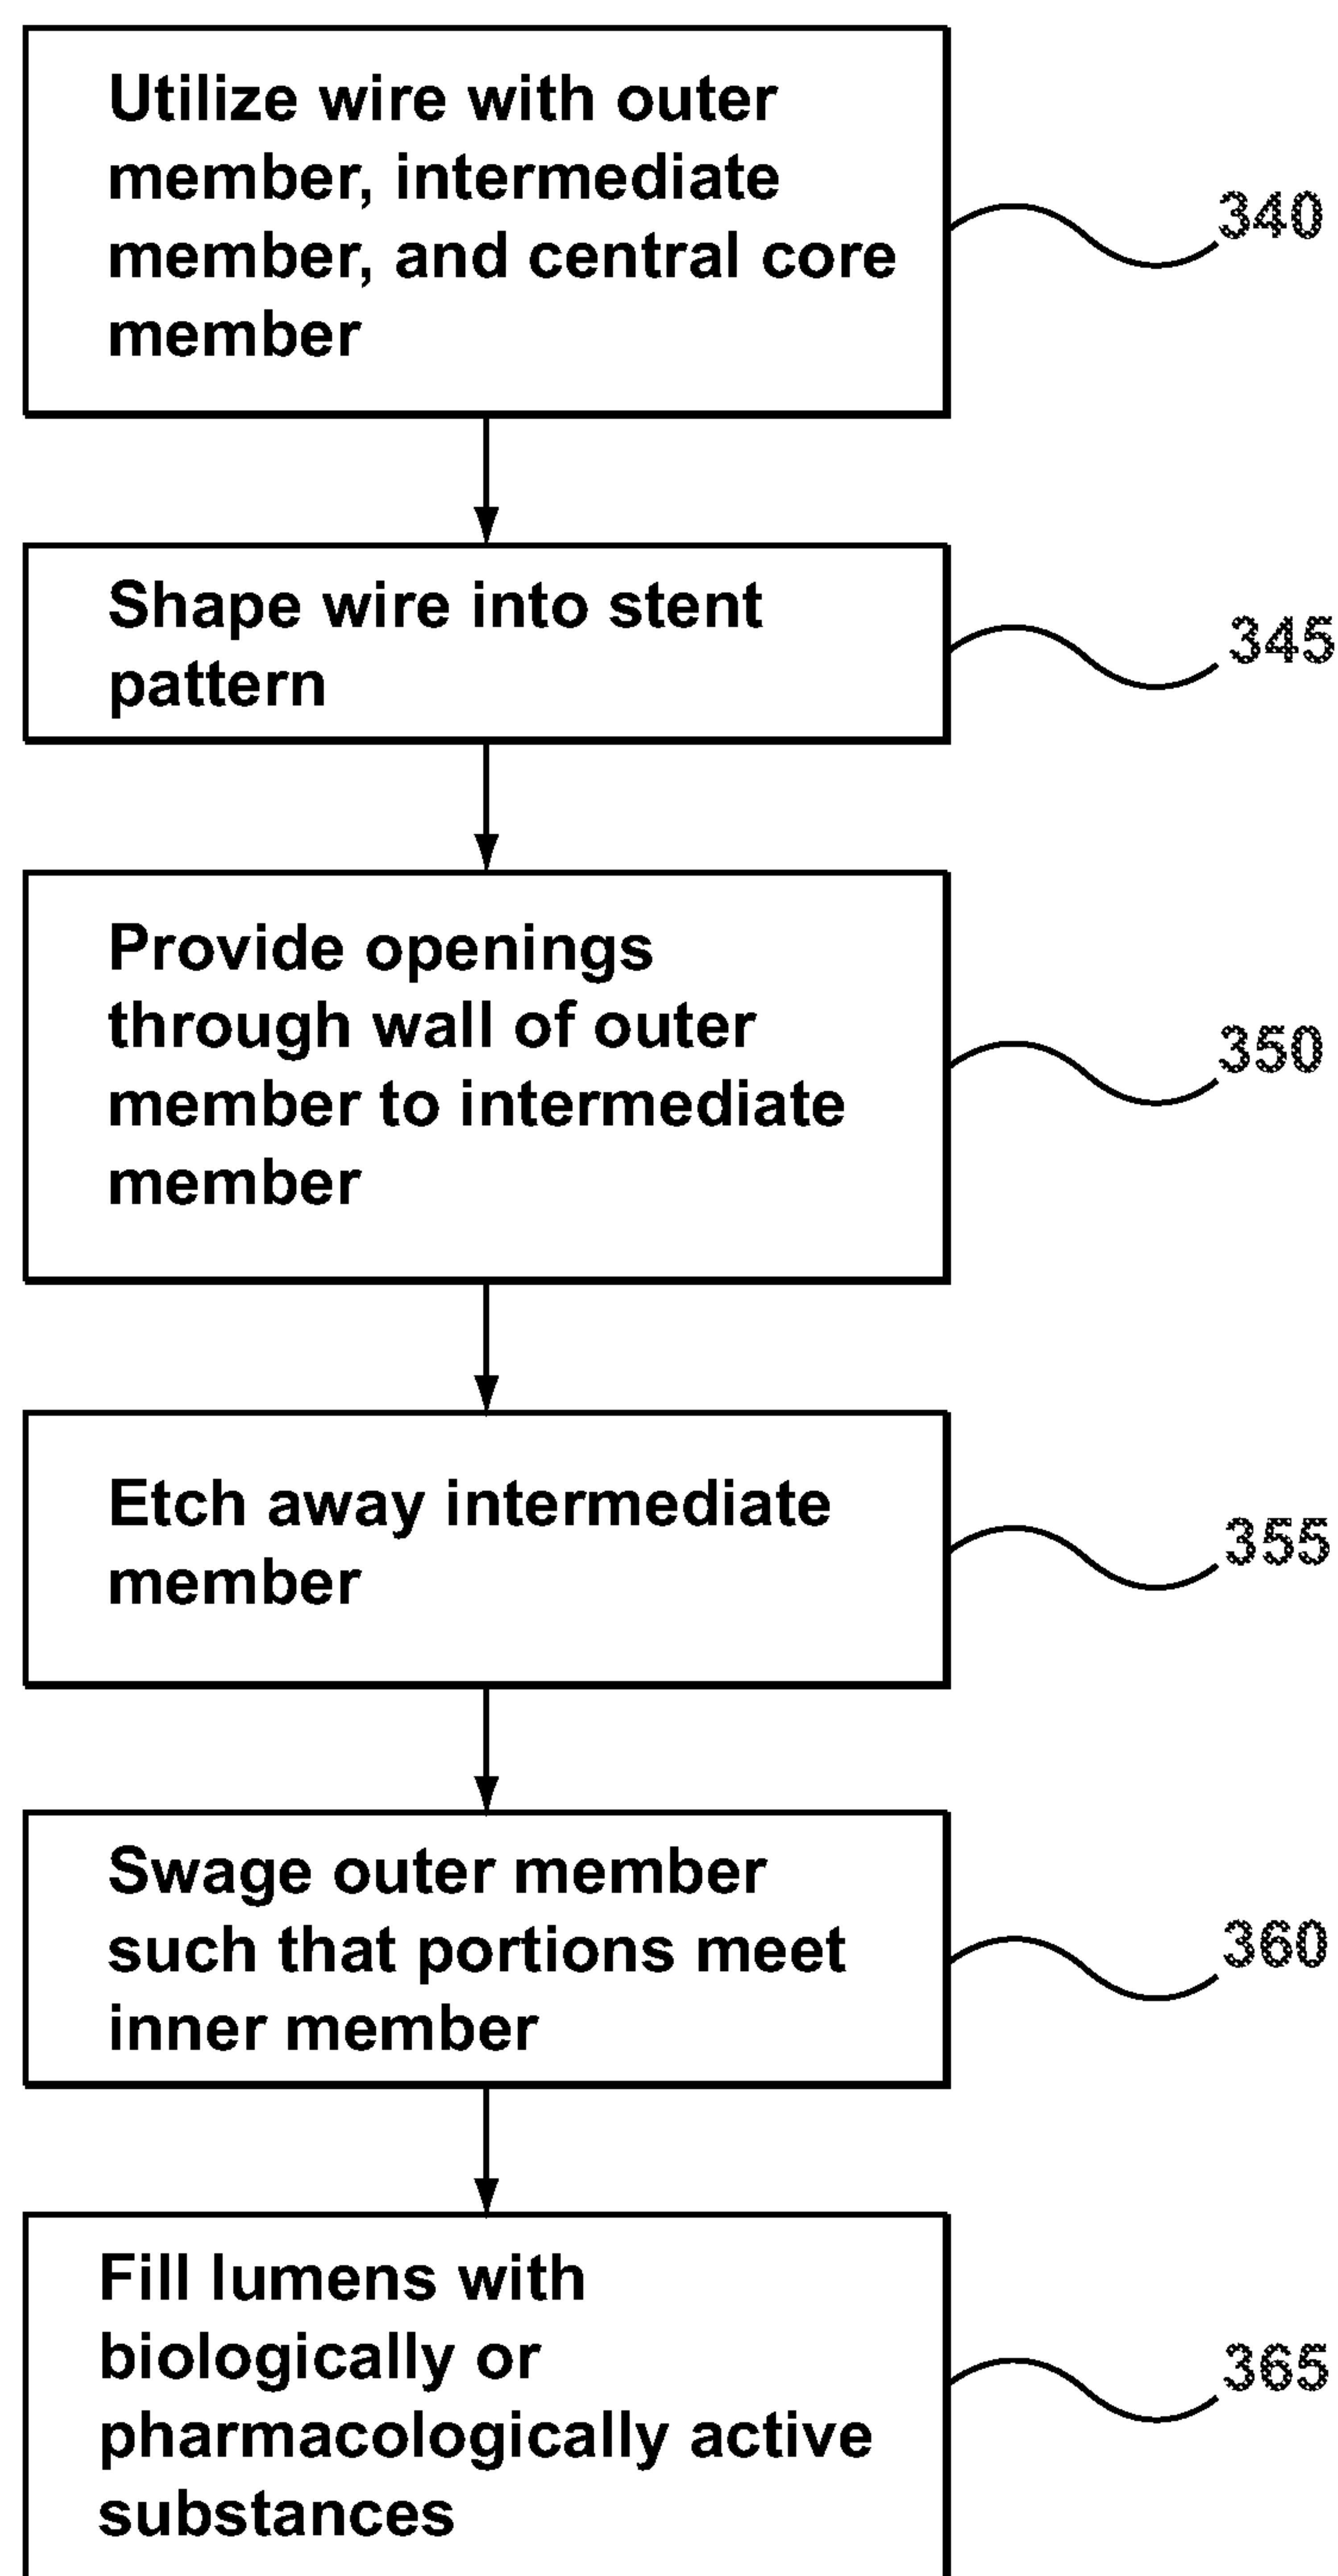 Utilize wire with outer
member, intermediate
member, and central core
member
340
Shape wire into stent
pattern
345
Provide openings
through wall of outer
member to intermediate
member
350
Etch away intermediate
member
355
Swage outer member
such that portions meet
inner member
360
Fill lumens with
biologically or
pharmacologically active
substances
365